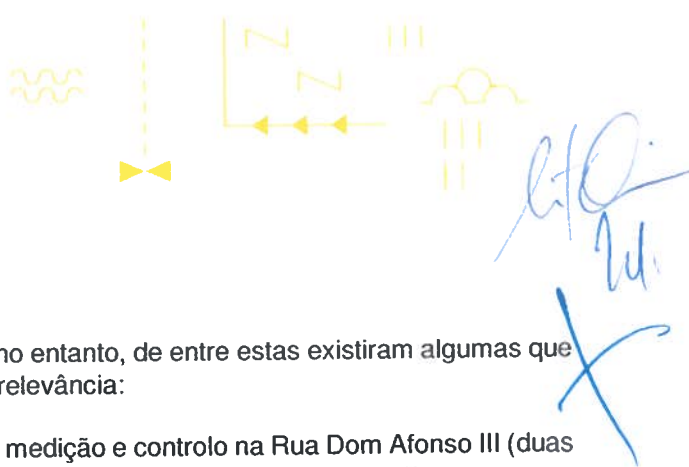 no entanto, de entre estas existiram algumas que
relevância:
medição e controlo na Rua Dom Afonso III (duas